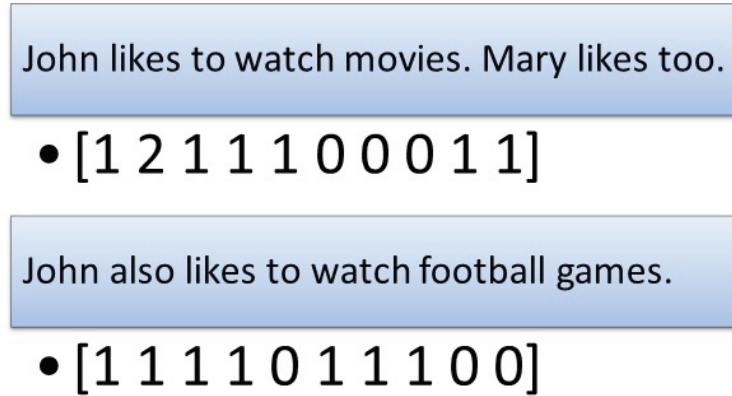 John likes to watch movies. Mary likes too.
• [1 2 1 1 1 0 0 0 1 1]
John also likes to watch football games.
• [1 1 1 1 0 1 1 1 0 0]